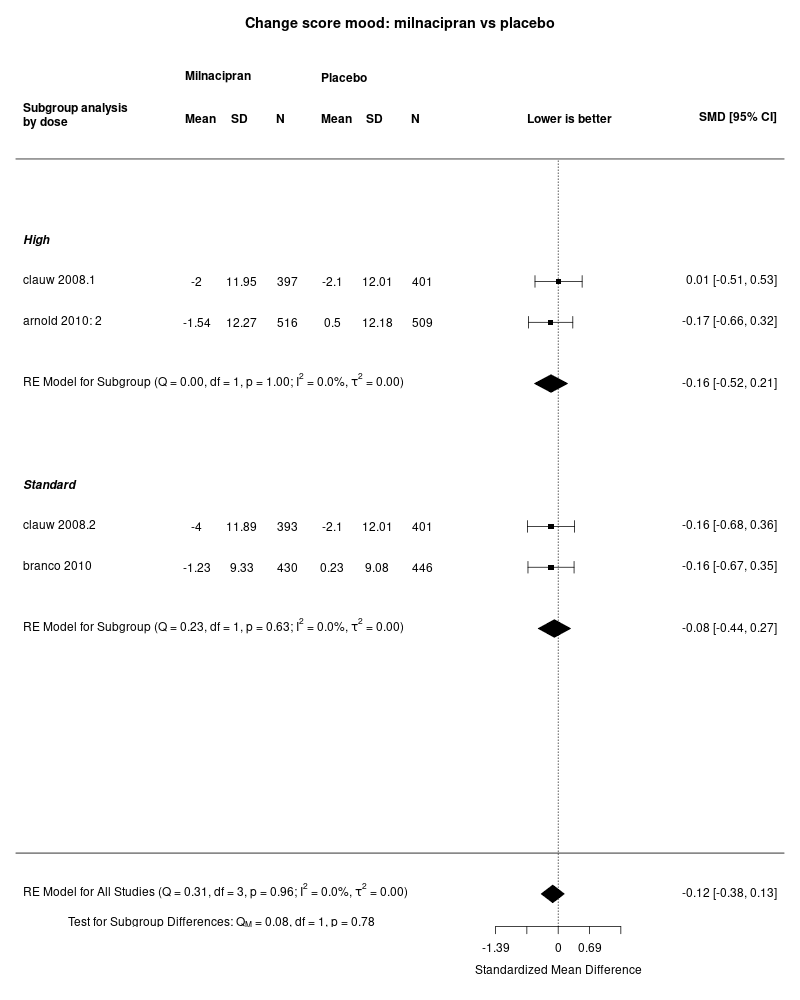 Change score mood: milnacipran vs placebo
Milnacipran Placebo
Subgroup analysis
by dose
Mean SD N Mean SD N Lower is better SMD [95% CI]
High
clauw 2008.1 -2 11.95 397 -2.1 12.01 401 0.01 [-0.51, 0.53]
arnold 2010: 2 -1.54 12.27 516 0.5 12.18 509 -0.17 [-0.66, 0.32]
RE Model for Subgroup (Q = 0.00, df = 1, p = 1.00; I² = 0.0%, τ² = 0.00) -0.16 [-0.52, 0.21]
Standard
clauw 2008.2 -4 11.89 393 -2.1 12.01 401 -0.16 [-0.68, 0.36]
branco 2010 -1.23 9.33 430 0.23 9.08 446 -0.16 [-0.67, 0.35]
RE Model for Subgroup (Q = 0.23, df = 1, p = 0.63; I² = 0.0%, τ² = 0.00) -0.08 [-0.44, 0.27]
RE Model for All Studies (Q = 0.31, df = 3, p = 0.96; I² = 0.0%, τ² = 0.00) -0.12 [-0.38, 0.13]
Test for Subgroup Differences: Q_M = 0.08, df = 1, p = 0.78
-1.39 0 0.69
Standardized Mean Difference